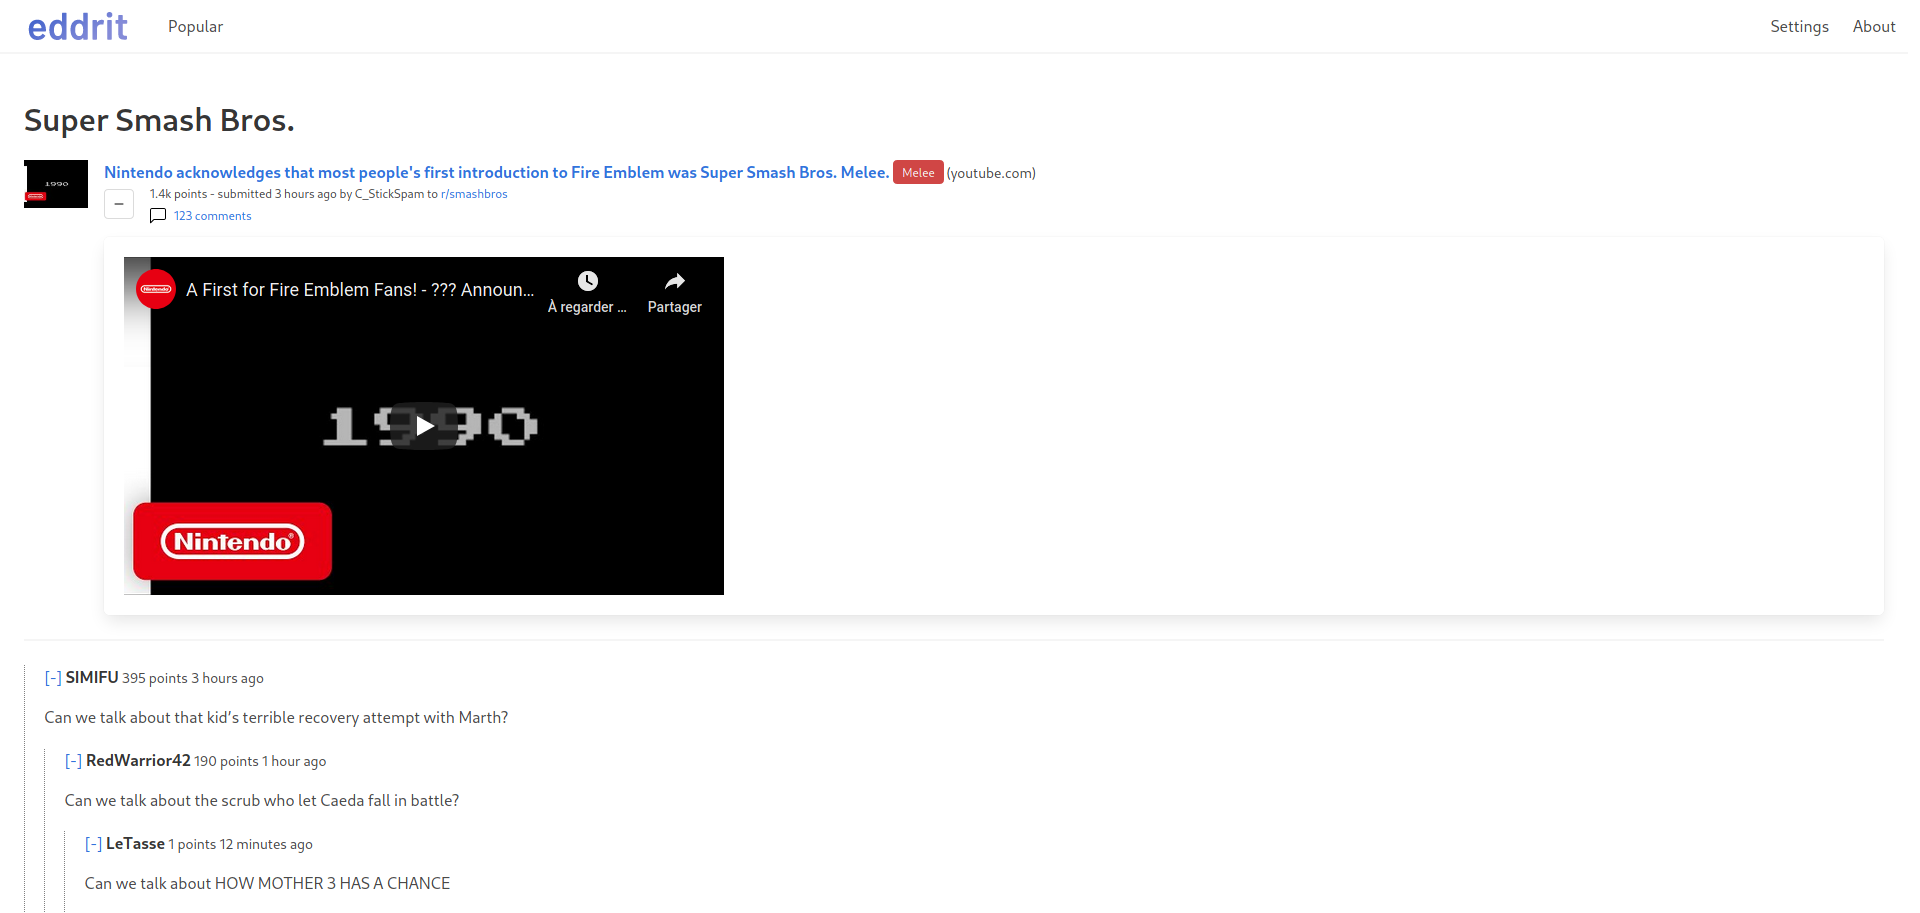 eddrit Popular Settings About
Super Smash Bros.
Nintendo acknowledges that most people's first introduction to Fire Emblem was Super Smash Bros. Melee. Melee (youtube.com)
1.4k points - submitted 3 hours ago by C_StickSpam to r/smashbros
123 comments
1990
Nintendo
A First for Fire Emblem Fans! - ??? Announ...
À regarder ... Partager
1990
Nintendo
[-] SIMIFU 395 points 3 hours ago
Can we talk about that kid’s terrible recovery attempt with Marth?
[-] RedWarrior42 190 points 1 hour ago
Can we talk about the scrub who let Caeda fall in battle?
[-] LeTasse 1 points 12 minutes ago
Can we talk about HOW MOTHER 3 HAS A CHANCE